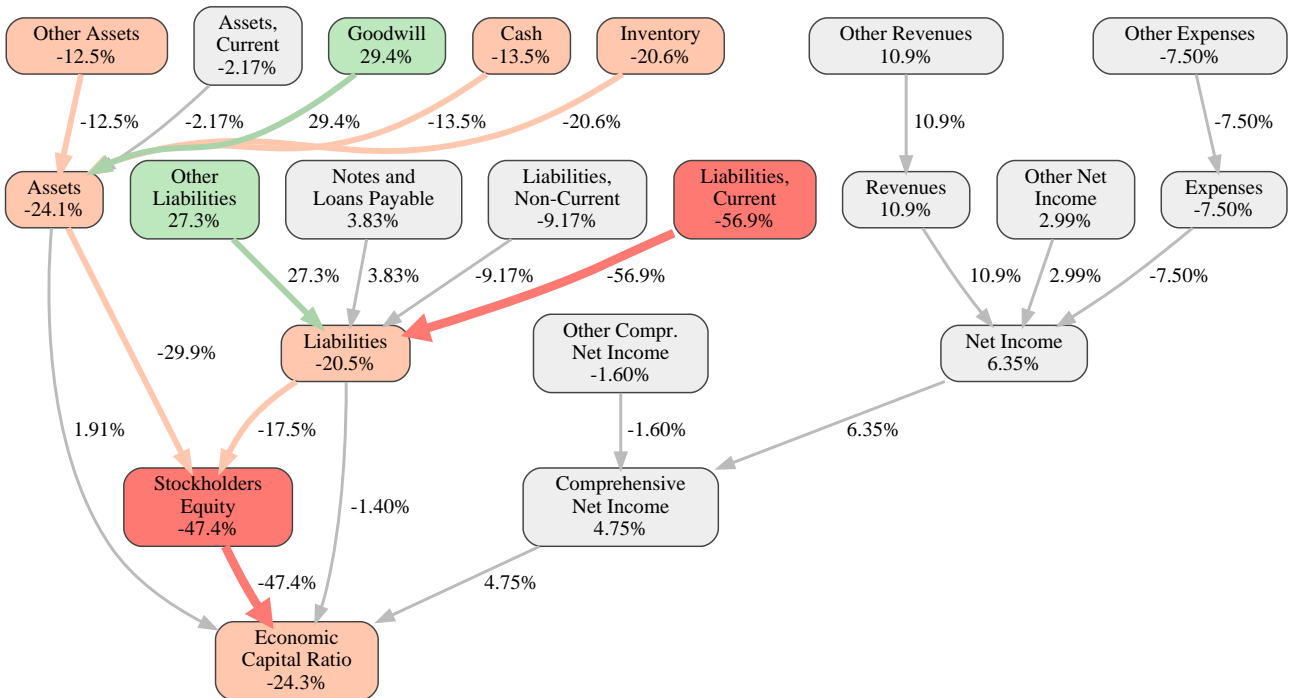 Other Assets
-12.5%
Assets,
Current
-2.17%
Goodwill
29.4%
Cash
-13.5%
Inventory
-20.6%
Other Revenues
10.9%
Other Expenses
-7.50%
-12.5%
-2.17%
29.4%
-13.5%
-20.6%
10.9%
-7.50%
Assets
-24.1%
Other
Liabilities
27.3%
Notes and
Loans Payable
3.83%
Liabilities,
Non-Current
-9.17%
Liabilities,
Current
-56.9%
Revenues
10.9%
Other Net
Income
2.99%
Expenses
-7.50%
27.3%
3.83%
-9.17%
-56.9%
10.9%
2.99%
-7.50%
-29.9%
Liabilities
-20.5%
Other Compr.
Net Income
-1.60%
Net Income
6.35%
1.91%
-17.5%
-1.60%
6.35%
Stockholders
Equity
-47.4%
-1.40%
Comprehensive
Net Income
4.75%
-47.4%
4.75%
Economic
Capital Ratio
-24.3%